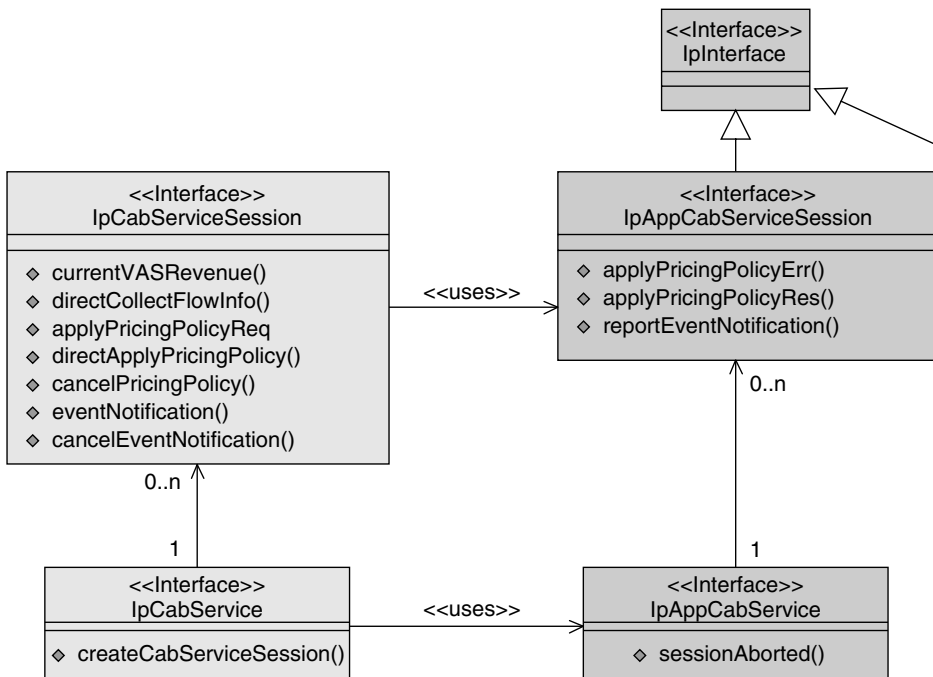 <<Interface>>
IpInterface
<<Interface>>
IpCabServiceSession
currentVASRevenue()
directCollectFlowInfo()
applyPricingPolicyReq
directApplyPricingPolicy()
cancelPricingPolicy()
eventNotification()
cancelEventNotification()
<<uses>>
<<Interface>>
IpAppCabServiceSession
applyPricingPolicyErr()
applyPricingPolicyRes()
reportEventNotification()
0..n
0..n
1
1
<<Interface>>
IpCabService
createCabServiceSession()
<<uses>>
<<Interface>>
IpAppCabService
sessionAborted()